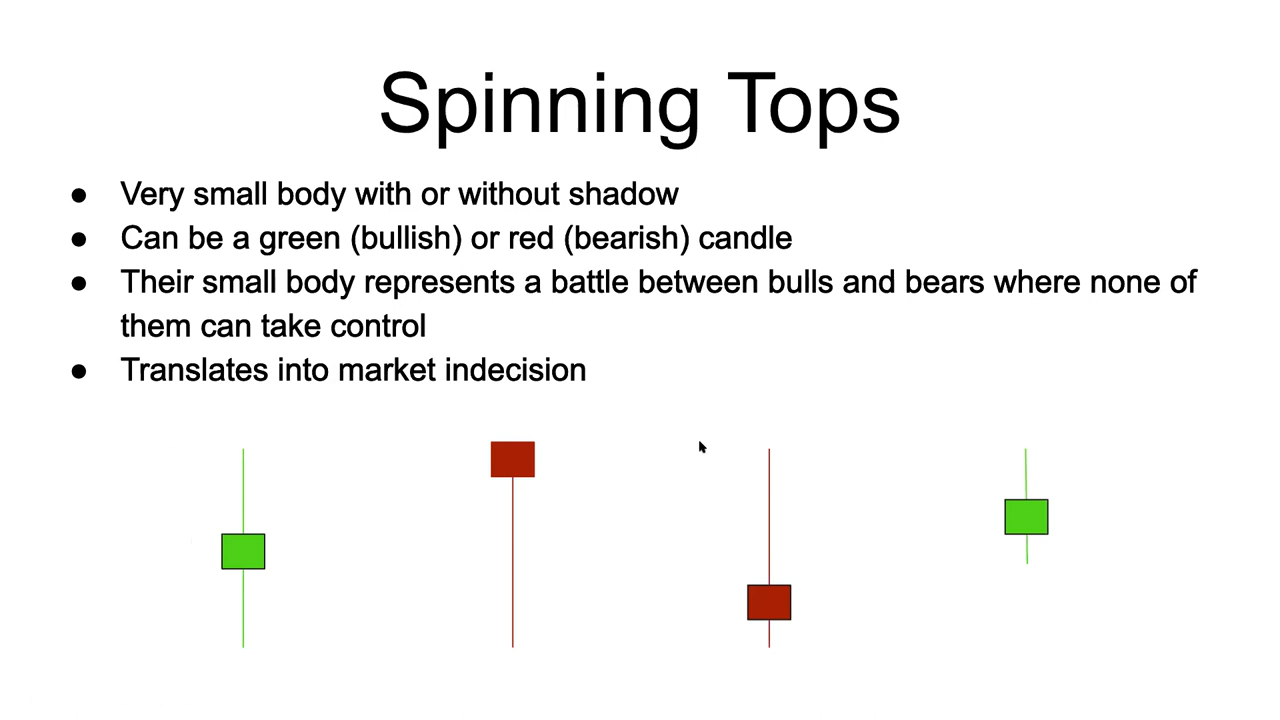 Spinning Tops
● Very small body with or without shadow
● Can be a green (bullish) or red (bearish) candle
● Their small body represents a battle between bulls and bears where none of
them can take control
● Translates into market indecision